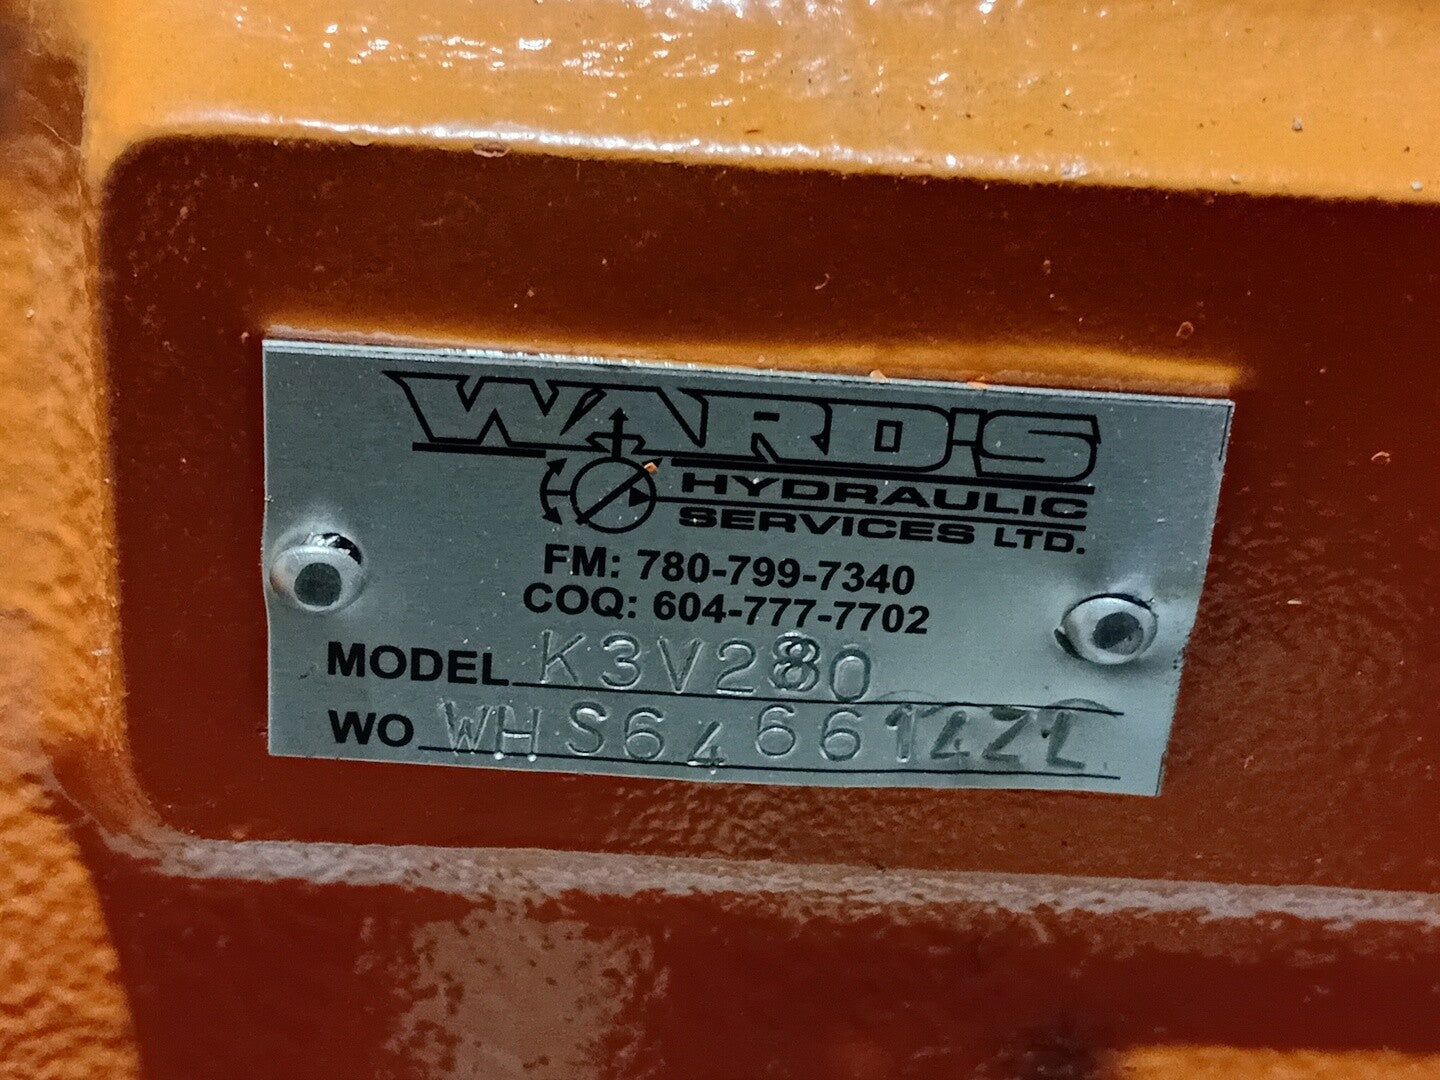 WARD'S
HYDRAULIC
SERVICES LTD.
FM: 780-799-7340
COQ: 604-777-7702
MODEL K3V280
WO